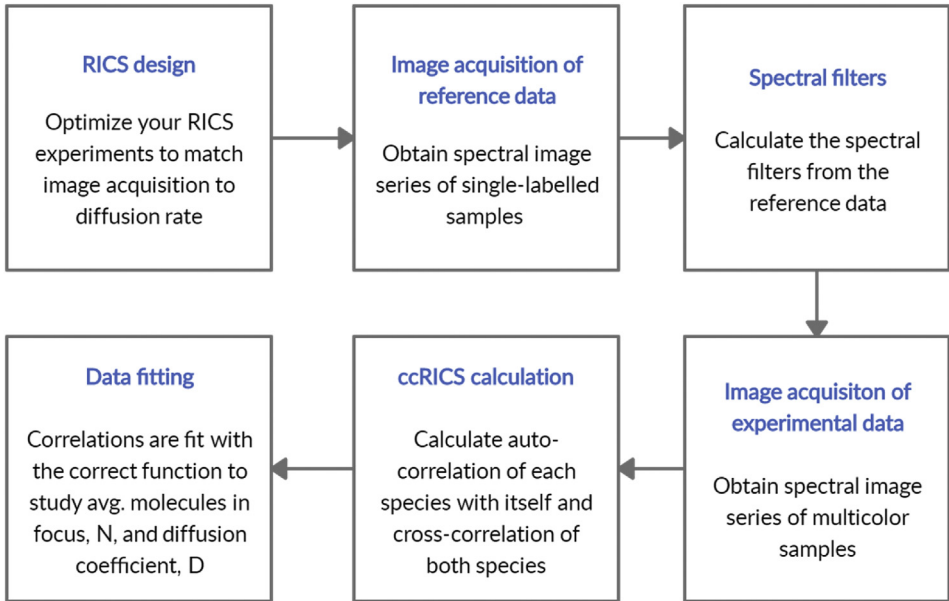 RICS design
Optimize your RICS
experiments to match
image acquisition to
diffusion rate
Image acquisition of
reference data
Obtain spectral image
series of single-labelled
samples
Spectral filters
Calculate the spectral
filters from the
reference data
Image acquisiton of
experimental data
Obtain spectral image
series of multicolor
samples
ccRICS calculation
Calculate auto-
correlation of each
species with itself and
cross-correlation of
both species
Data fitting
Correlations are fit with
the correct function to
study avg. molecules in
focus, N, and diffusion
coefficient, D